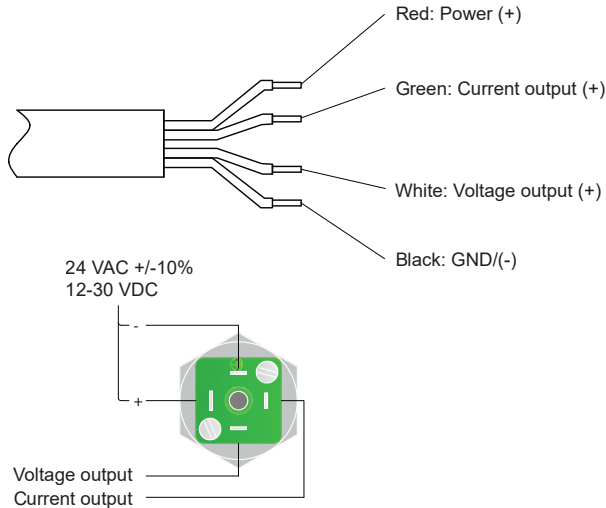 Red: Power (+)
Green: Current output (+)
White: Voltage output (+)
Black: GND/(-)
24 VAC +/-10%
12-30 VDC
-
+
Voltage output
Current output